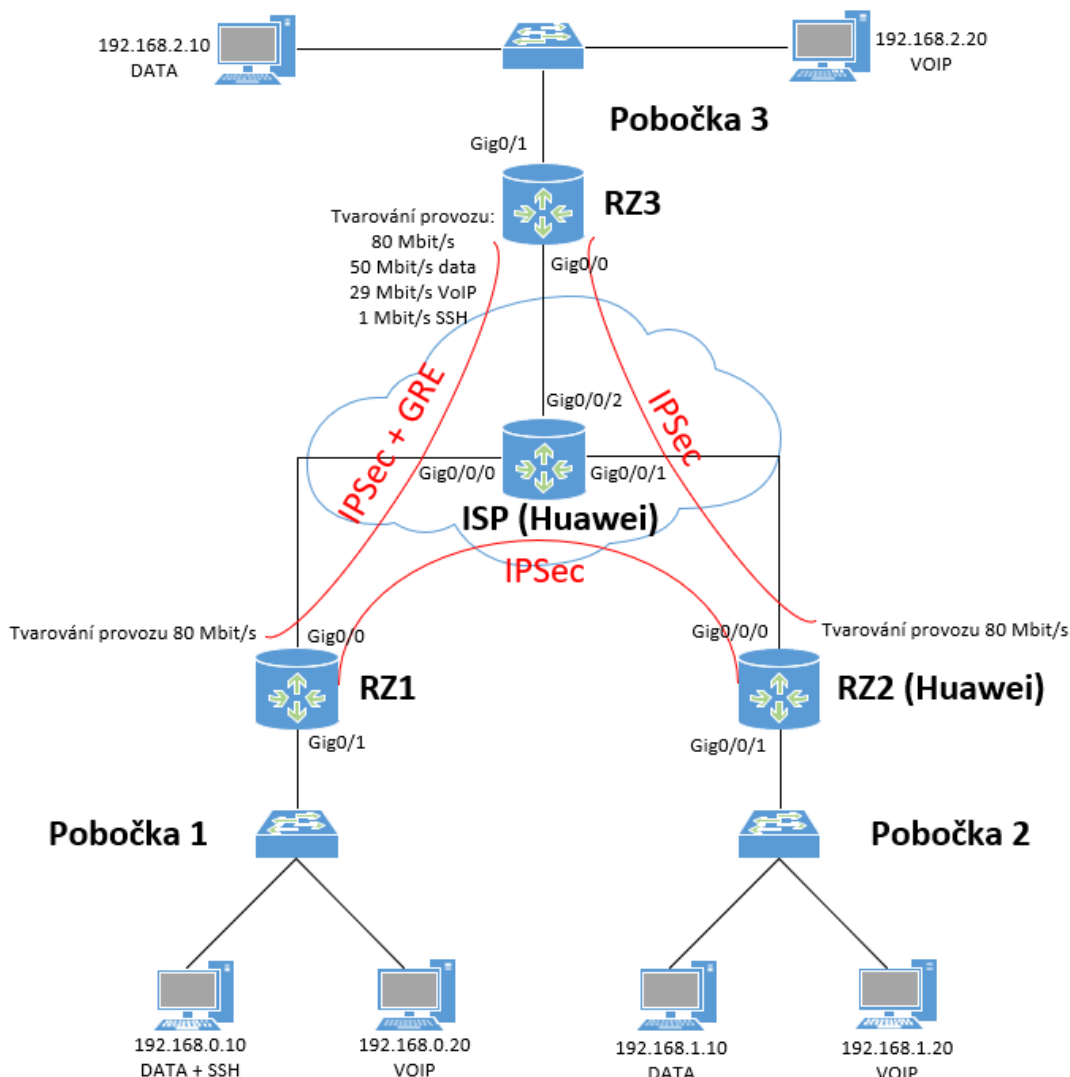 192.168.2.10
DATA
192.168.2.20
VOIP
Pobočka 3
Gig0/1
RZ3
Tvarování provozu:
80 Mbit/s
50 Mbit/s data
29 Mbit/s VoIP
1 Mbit/s SSH
Gig0/0
IPSec + GRE
IPSec
Gig0/0/2
Gig0/0/0
Gig0/0/1
ISP (Huawei)
IPSec
Tvarování provozu 80 Mbit/s
Gig0/0
Gig0/0/0
Tvarování provozu 80 Mbit/s
RZ1
RZ2 (Huawei)
Gig0/1
Gig0/0/1
Pobočka 1
Pobočka 2
192.168.0.10
DATA + SSH
192.168.0.20
VOIP
192.168.1.10
DATA
192.168.1.20
VOIP